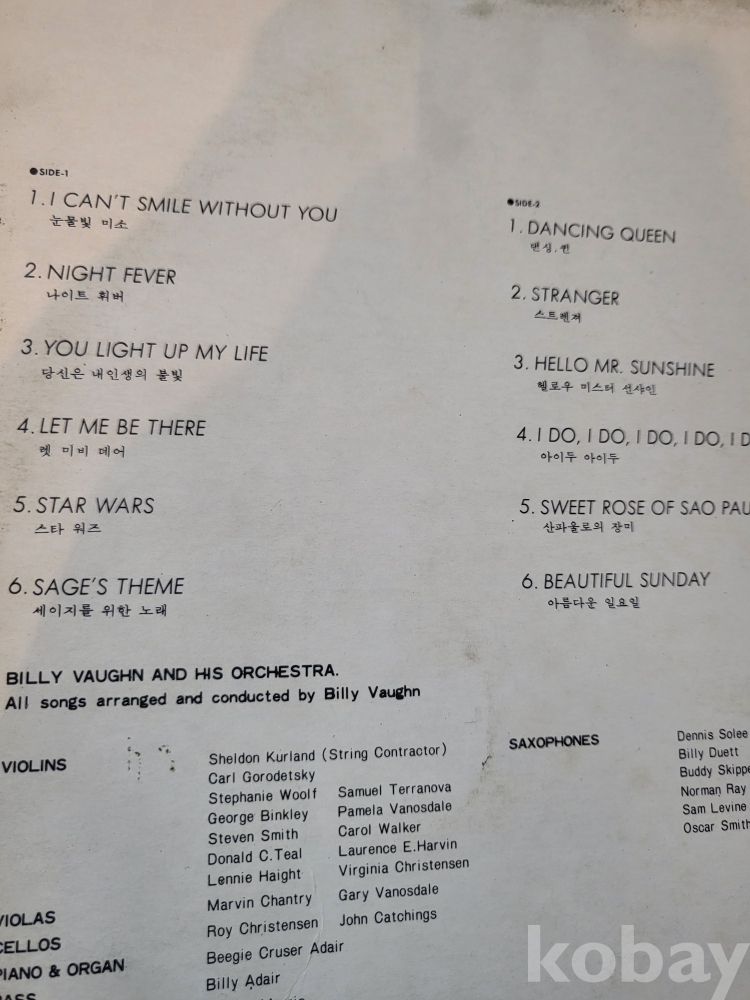 ●SIDE-1
1. I CAN'T SMILE WITHOUT YOU
눈물빛 미소
2. NIGHT FEVER
나이트 휘버
3. YOU LIGHT UP MY LIFE
당신은 내인생의 불빛
4. LET ME BE THERE
렛 미비 데어
5. STAR WARS
스타 워즈
6. SAGE'S THEME
세이지를 위한 노래
●SIDE-2
1. DANCING QUEEN
댄싱.퀸
2. STRANGER
스트렌져
3. HELLO MR. SUNSHINE
헬로우 미스터 선샤인
4. I DO, I DO, I DO, I DO, I D
아이두 아이두
5. SWEET ROSE OF SAO PAU
산파울로의 장미
6. BEAUTIFUL SUNDAY
아름다운 일요일
BILLY VAUGHN AND HIS ORCHESTRA.
All songs arranged and conducted by Billy Vaughn
VIOLINS
Sheldon Kurland (String Contractor)
Carl Gorodetsky
Stephanie Woolf Samuel Terranova
George Binkley Pamela Vanosdale
Steven Smith Carol Walker
Donald C.Teal Laurence E.Harvin
Lennie Haight Virginia Christensen
VIOLAS Marvin Chantry Gary Vanosdale
CELLOS Roy Christensen John Catchings
PIANO & ORGAN Beegie Cruser Adair
Billy Adair
SAXOPHONES
Dennis Solee
Billy Duett
Buddy Skippe
Norman Ray
Sam Levine
Oscar Smith
kobay